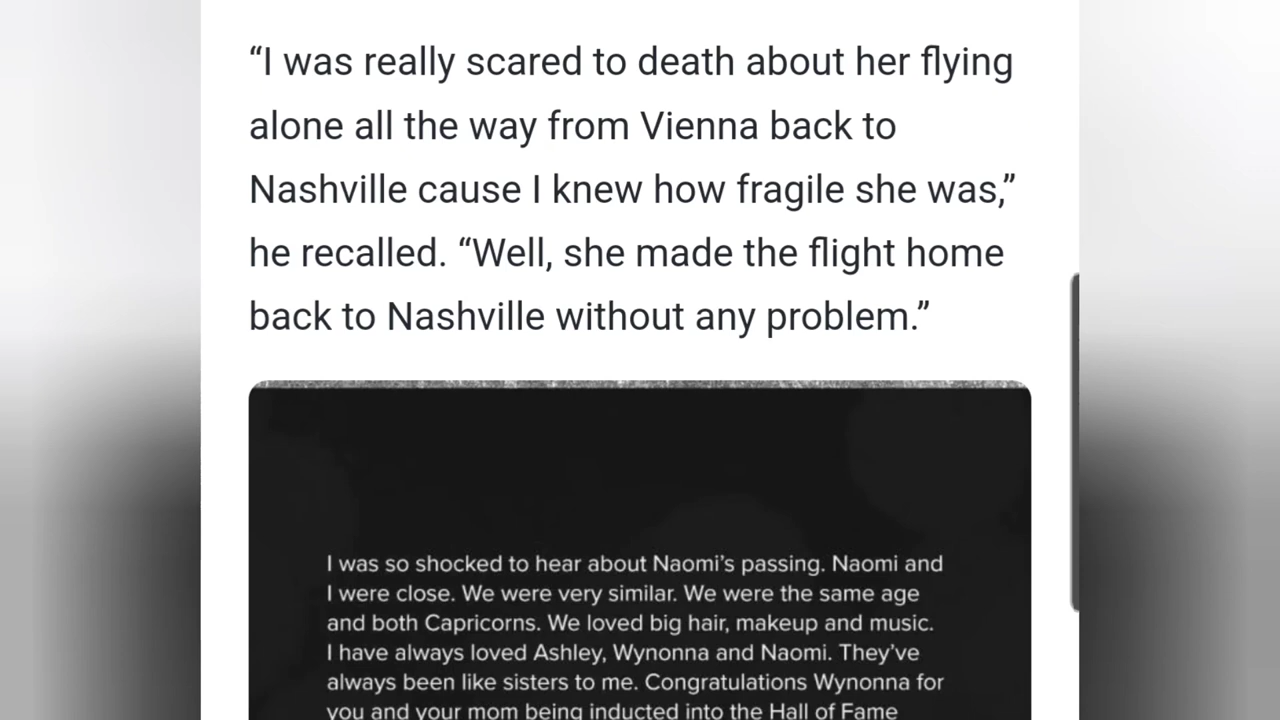 “I was really scared to death about her flying
alone all the way from Vienna back to
Nashville cause I knew how fragile she was,”
he recalled. “Well, she made the flight home
back to Nashville without any problem.”
I was so shocked to hear about Naomi’s passing. Naomi and
I were close. We were very similar. We were the same age
and both Capricorns. We loved big hair, makeup and music.
I have always loved Ashley, Wynonna and Naomi. They’ve
always been like sisters to me. Congratulations Wynonna for
you and your mom being inducted into the Hall of Fame